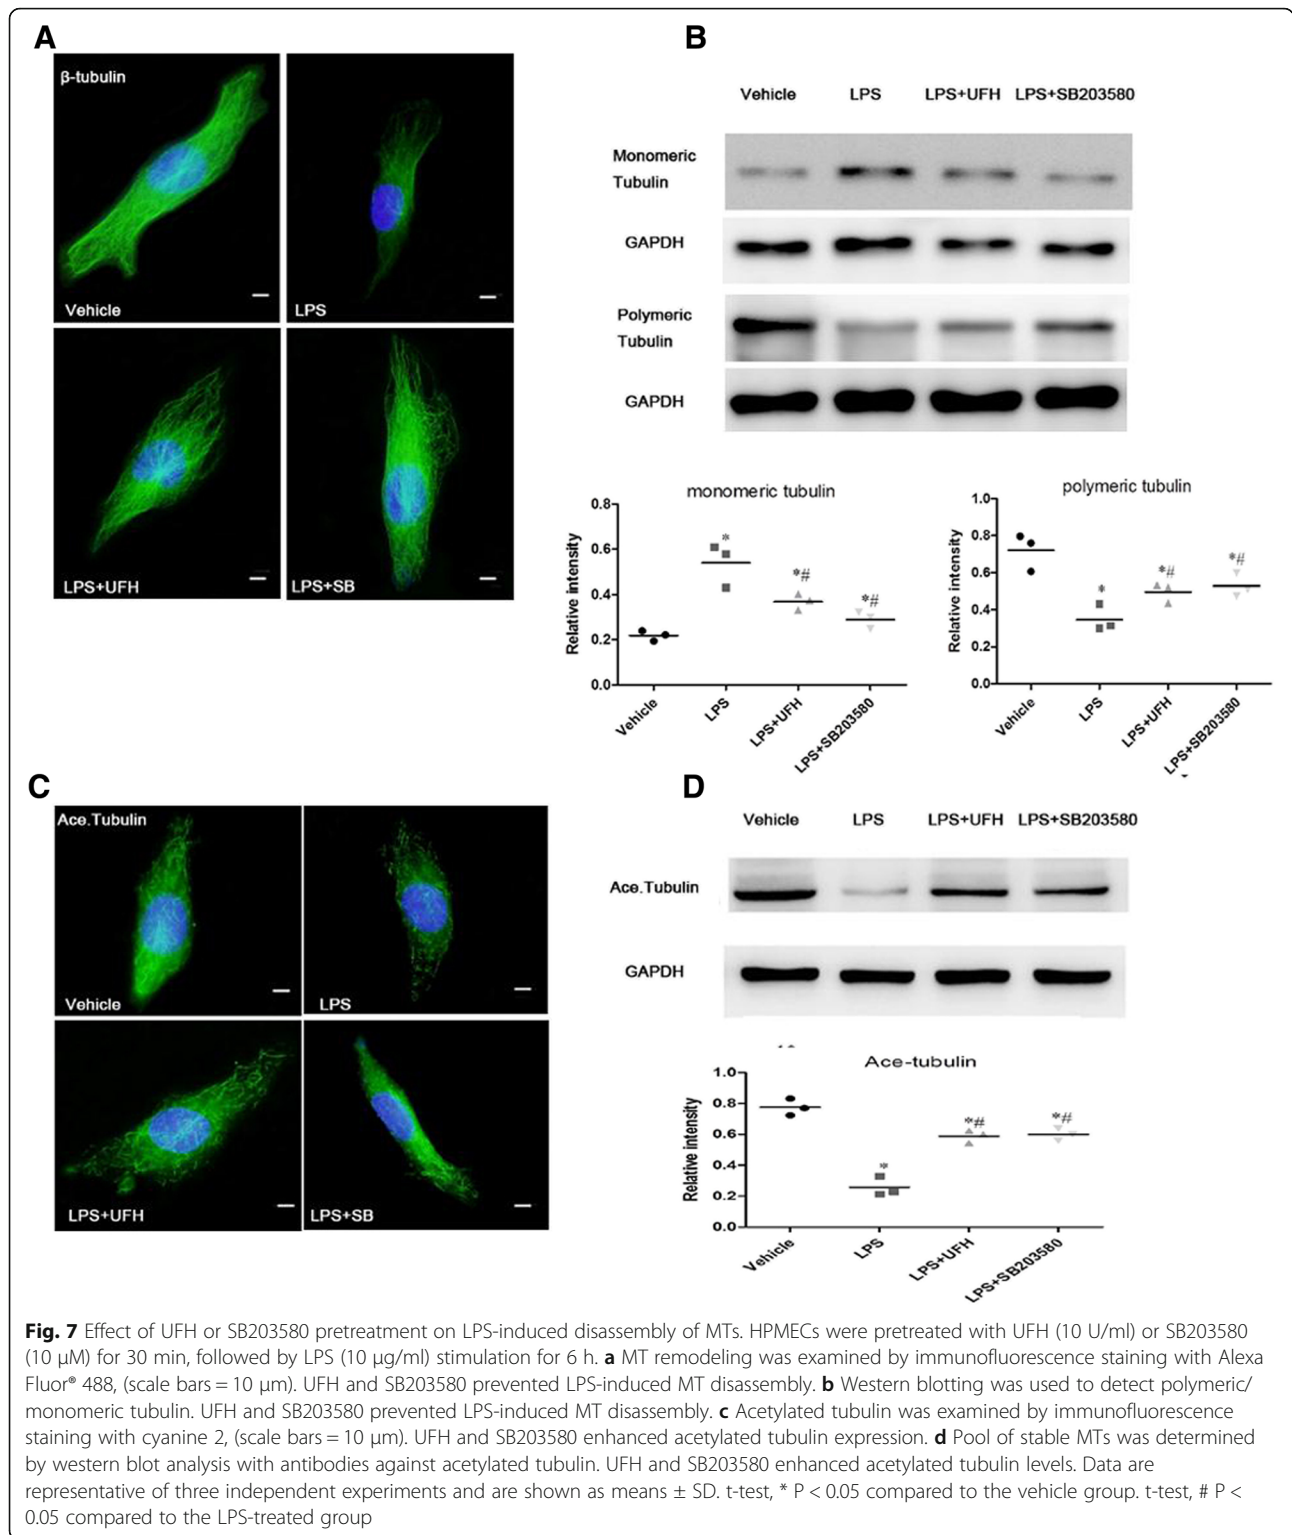 A
β-tubulin
Vehicle
LPS
LPS+UFH
LPS+SB
B
Vehicle LPS LPS+UFH LPS+SB203580
Monomeric
Tubulin
GAPDH
Polymeric
Tubulin
GAPDH
monomeric tubulin
Relative intensity
0.8
0.6
0.4
0.2
0.0
*
*#
*#
Vehicle
LPS
LPS+UFH
LPS+SB203580
polymeric tubulin
Relative intensity
1.0
0.8
0.6
0.4
0.2
0.0
*
*#
*#
Vehicle
LPS
LPS+UFH
LPS+SB203580
C
Ace.Tubulin
Vehicle
LPS
LPS+UFH
LPS+SB
D
Vehicle LPS LPS+UFH LPS+SB203580
Ace.Tubulin
GAPDH
Ace-tubulin
Relative intensity
1.0
0.8
0.6
0.4
0.2
0.0
*
*#
*#
Vehicle
LPS
LPS+UFH
LPS+SB203580
Fig. 7 Effect of UFH or SB203580 pretreatment on LPS-induced disassembly of MTs. HPMECs were pretreated with UFH (10 U/ml) or SB203580
(10 μM) for 30 min, followed by LPS (10 μg/ml) stimulation for 6 h. a MT remodeling was examined by immunofluorescence staining with Alexa
Fluor® 488, (scale bars = 10 μm). UFH and SB203580 prevented LPS-induced MT disassembly. b Western blotting was used to detect polymeric/
monomeric tubulin. UFH and SB203580 prevented LPS-induced MT disassembly. c Acetylated tubulin was examined by immunofluorescence
staining with cyanine 2, (scale bars = 10 μm). UFH and SB203580 enhanced acetylated tubulin expression. d Pool of stable MTs was determined
by western blot analysis with antibodies against acetylated tubulin. UFH and SB203580 enhanced acetylated tubulin levels. Data are
representative of three independent experiments and are shown as means ± SD. t-test, * P < 0.05 compared to the vehicle group. t-test, # P <
0.05 compared to the LPS-treated group